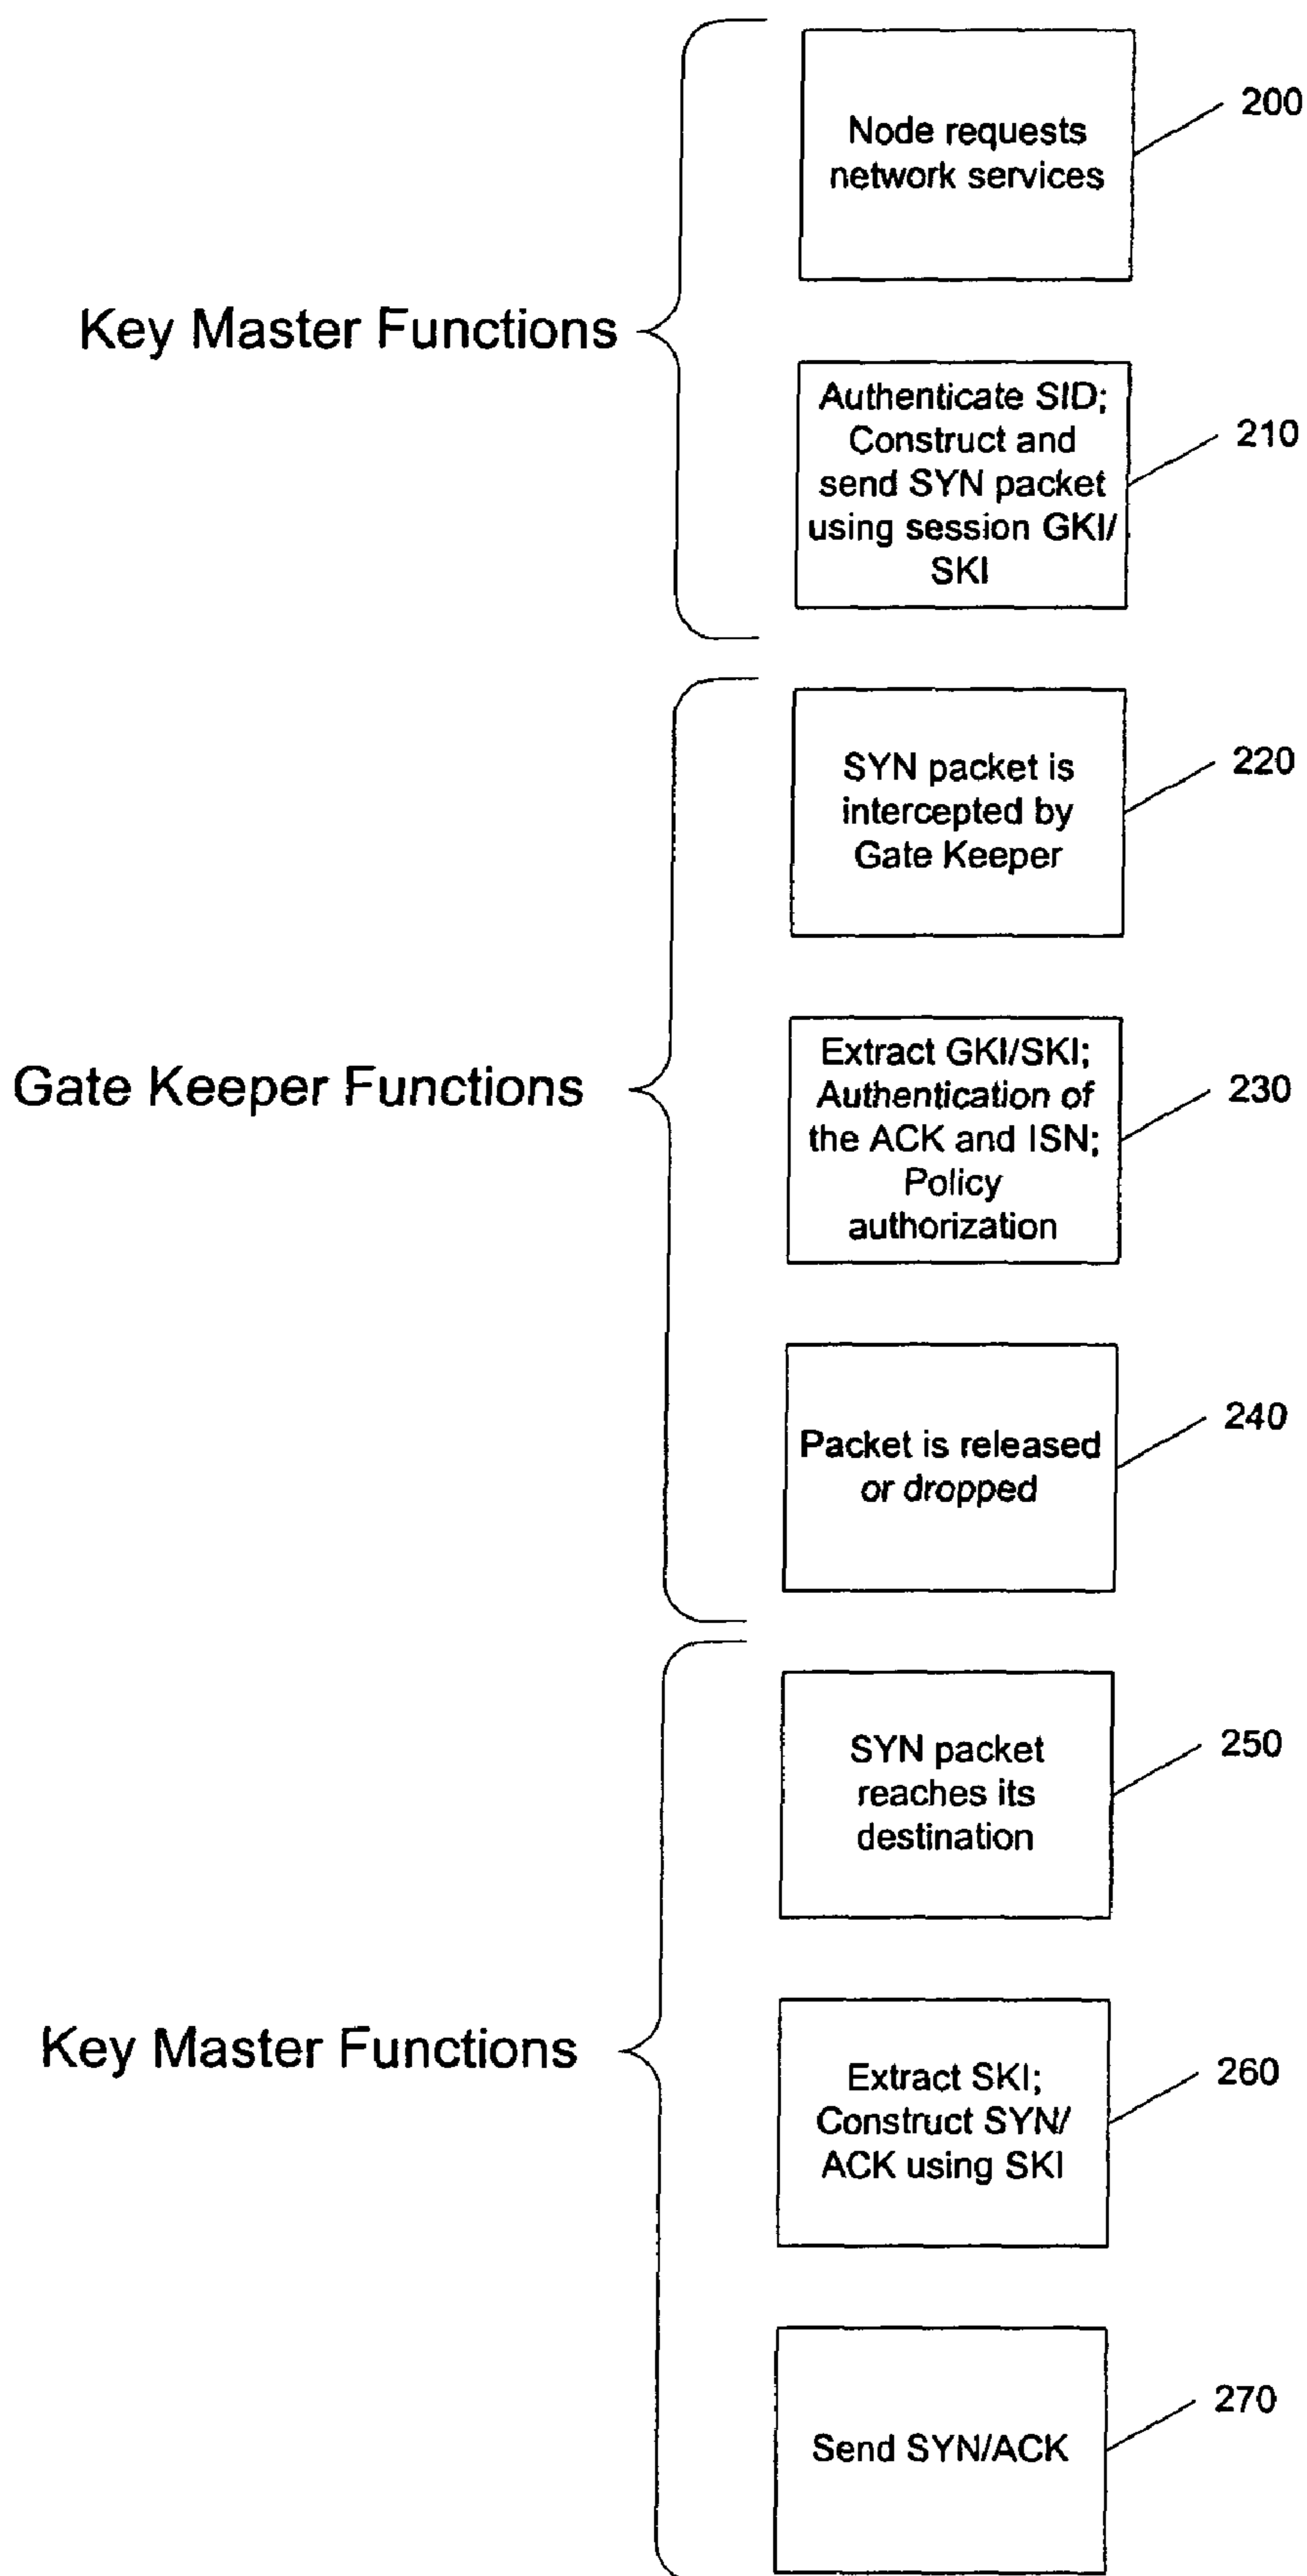 Key Master Functions
Node requests
network services
200
Authenticate SID;
Construct and
send SYN packet
using session GKI/
SKI
210
Gate Keeper Functions
SYN packet is
intercepted by
Gate Keeper
220
Extract GKI/SKI;
Authentication of
the ACK and ISN;
Policy
authorization
230
Packet is released
or dropped
240
Key Master Functions
SYN packet
reaches its
destination
250
Extract SKI;
Construct SYN/
ACK using SKI
260
Send SYN/ACK
270